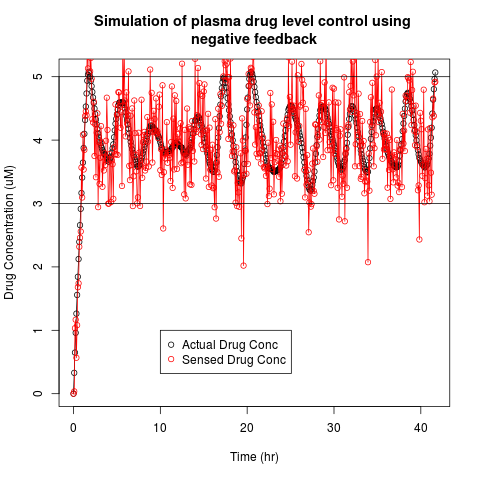 Simulation of plasma drug level control using
negative feedback
Drug Concentration (uM)
5
4
3
2
1
0
Actual Drug Conc
Sensed Drug Conc
0 10 20 30 40
Time (hr)